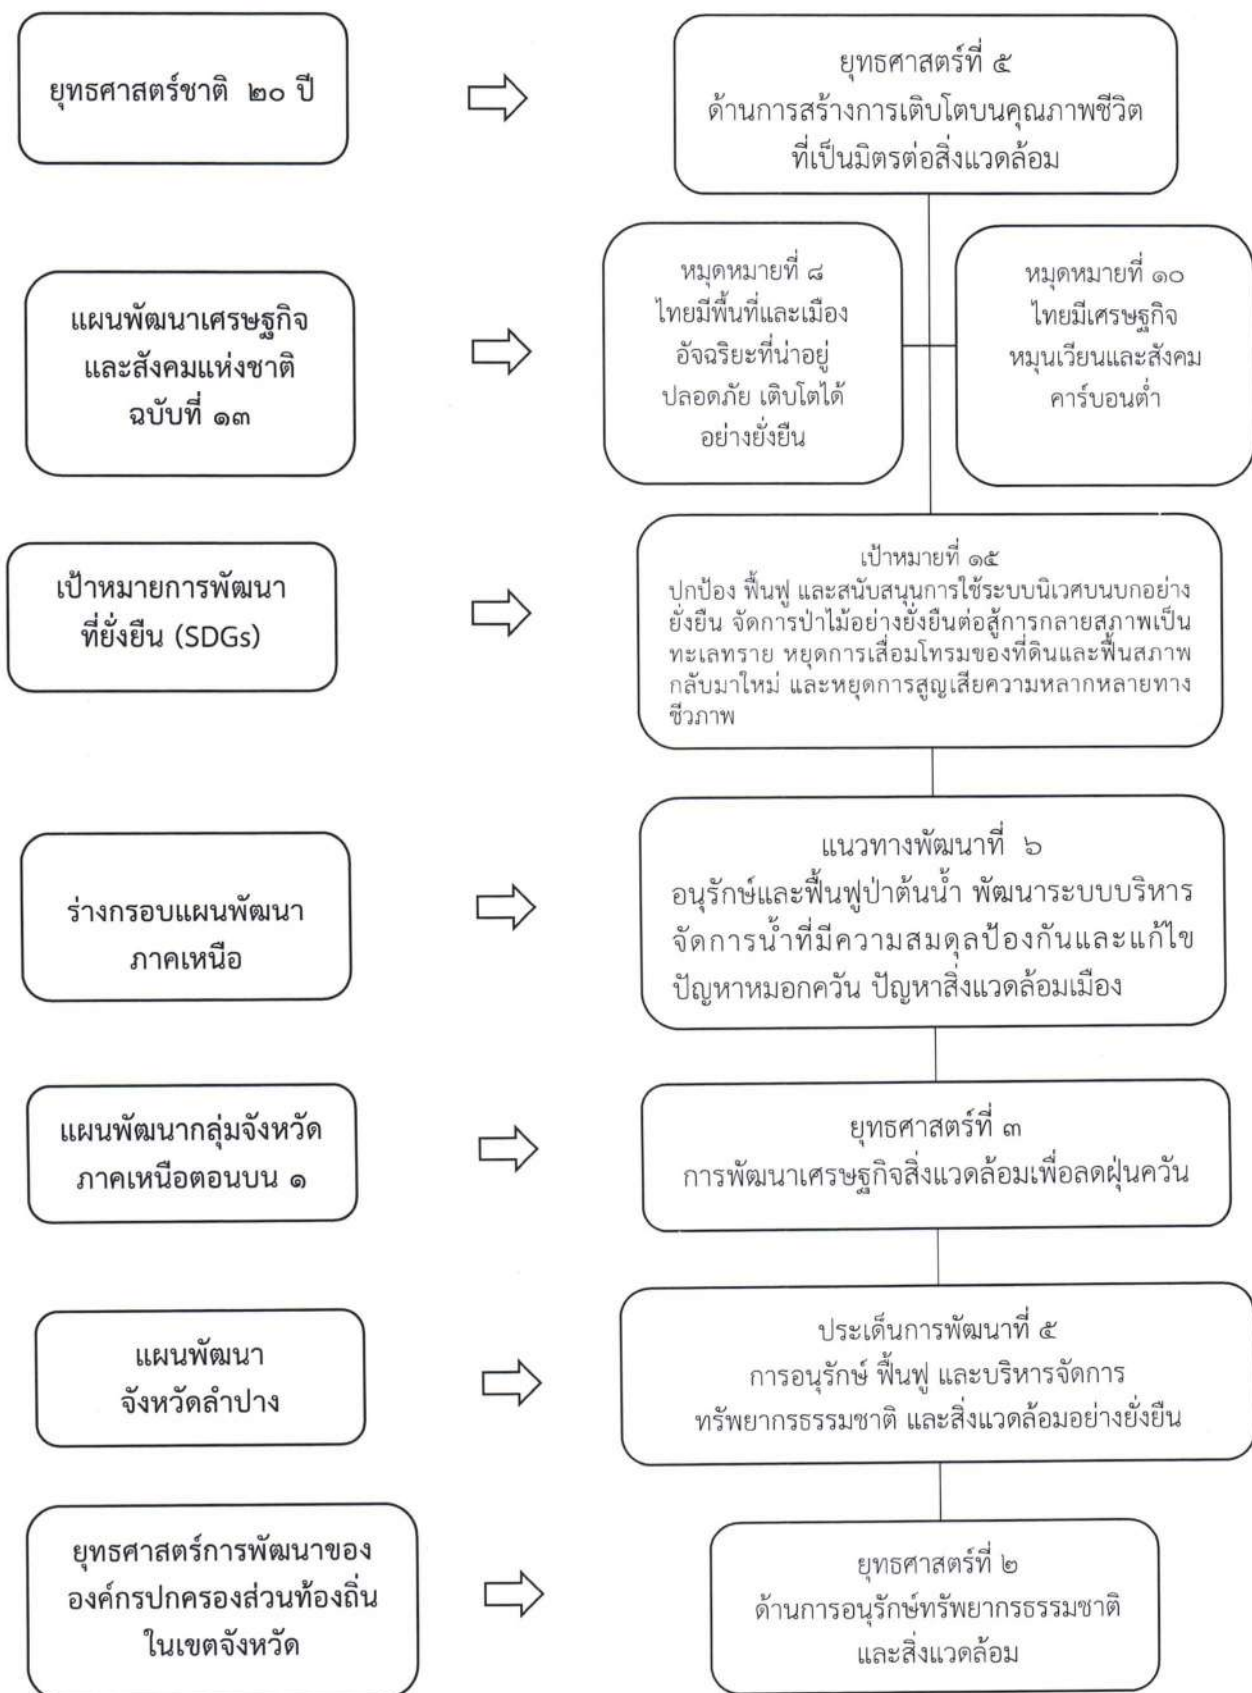 ยุทธศาสตร์ชาติ ๒๐ ปี
ยุทธศาสตร์ที่ ๕
ด้านการสร้างการเติบโตบนคุณภาพชีวิต
ที่เป็นมิตรต่อสิ่งแวดล้อม
แผนพัฒนาเศรษฐกิจ
และสังคมแห่งชาติ
ฉบับที่ ๑๓
หมุดหมายที่ ๘
ไทยมีพื้นที่และเมือง
อัจฉริยะที่น่าอยู่
ปลอดภัย เติบโตได้
อย่างยั่งยืน
หมุดหมายที่ ๑๐
ไทยมีเศรษฐกิจ
หมุนเวียนและสังคม
คาร์บอนต่ำ
เป้าหมายการพัฒนา
ที่ยั่งยืน (SDGs)
เป้าหมายที่ ๑๕
ปกป้อง ฟื้นฟู และสนับสนุนการใช้ระบบนิเวศบนบกอย่าง
ยั่งยืน จัดการป่าไม้อย่างยั่งยืนต่อสู้การกลายสภาพเป็น
ทะเลทราย หยุดการเสื่อมโทรมของที่ดินและฟื้นสภาพ
กลับมาใหม่ และหยุดการสูญเสียความหลากหลายทาง
ชีวภาพ
ร่างกรอบแผนพัฒนา
ภาคเหนือ
แนวทางพัฒนาที่ ๖
อนุรักษ์และฟื้นฟูป่าต้นน้ำ พัฒนาระบบบริหาร
จัดการน้ำที่มีความสมดุลป้องกันและแก้ไข
ปัญหาหมอกควัน ปัญหาสิ่งแวดล้อมเมือง
แผนพัฒนากลุ่มจังหวัด
ภาคเหนือตอนบน ๑
ยุทธศาสตร์ที่ ๓
การพัฒนาเศรษฐกิจสิ่งแวดล้อมเพื่อลดฝุ่นควัน
แผนพัฒนา
จังหวัดลำปาง
ประเด็นการพัฒนาที่ ๕
การอนุรักษ์ ฟื้นฟู และบริหารจัดการ
ทรัพยากรธรรมชาติ และสิ่งแวดล้อมอย่างยั่งยืน
ยุทธศาสตร์การพัฒนาของ
องค์กรปกครองส่วนท้องถิ่น
ในเขตจังหวัด
ยุทธศาสตร์ที่ ๒
ด้านการอนุรักษ์ทรัพยากรธรรมชาติ
และสิ่งแวดล้อม